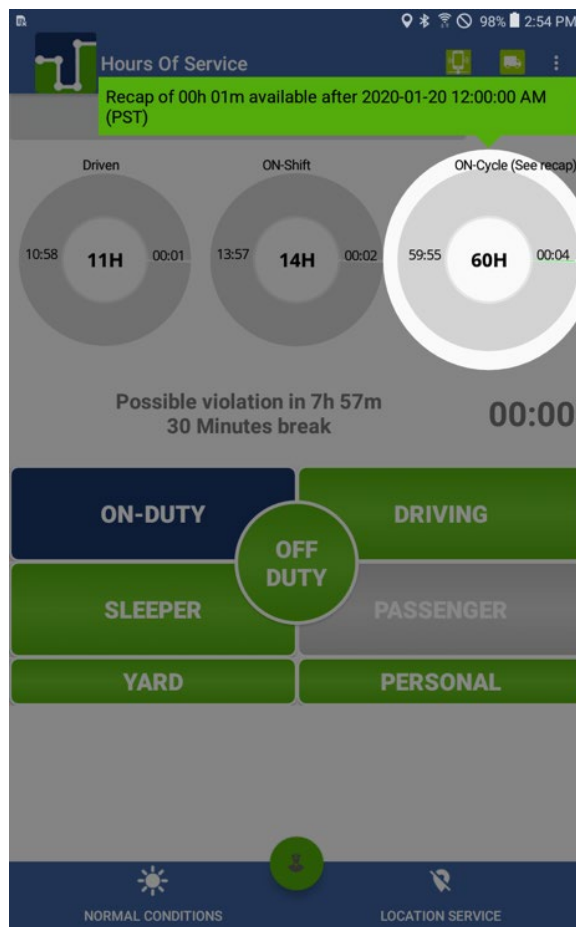 98% 2:54 PM
Hours Of Service
Recap of 00h 01m available after 2020-01-20 12:00:00 AM
(PST)
Driven
ON-Shift
ON-Cycle (See recap)
10:58 11H 00:01
13:57 14H 00:02
59:55 60H 00:04
Possible violation in 7h 57m
30 Minutes break
00:00
ON-DUTY
DRIVING
OFF
DUTY
SLEEPER
PASSENGER
YARD
PERSONAL
NORMAL CONDITIONS
LOCATION SERVICE